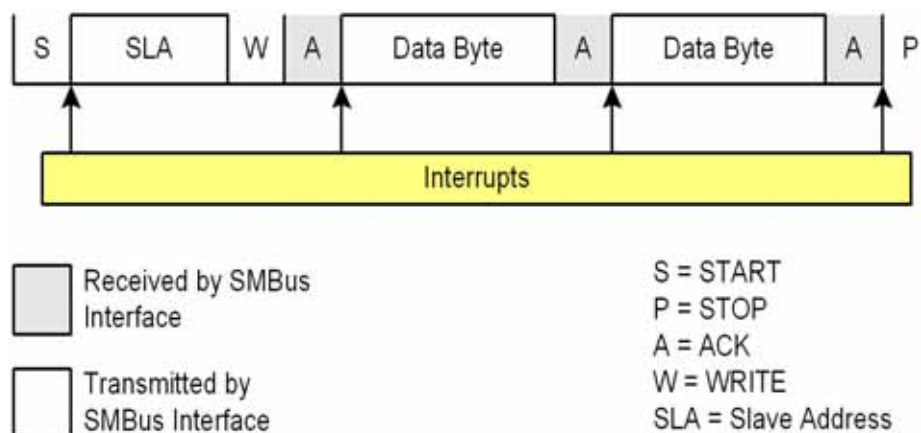 S SLA W A Data Byte A Data Byte A P
Interrupts
Received by SMBus
Interface
Transmitted by
SMBus Interface
S = START
P = STOP
A = ACK
W = WRITE
SLA = Slave Address